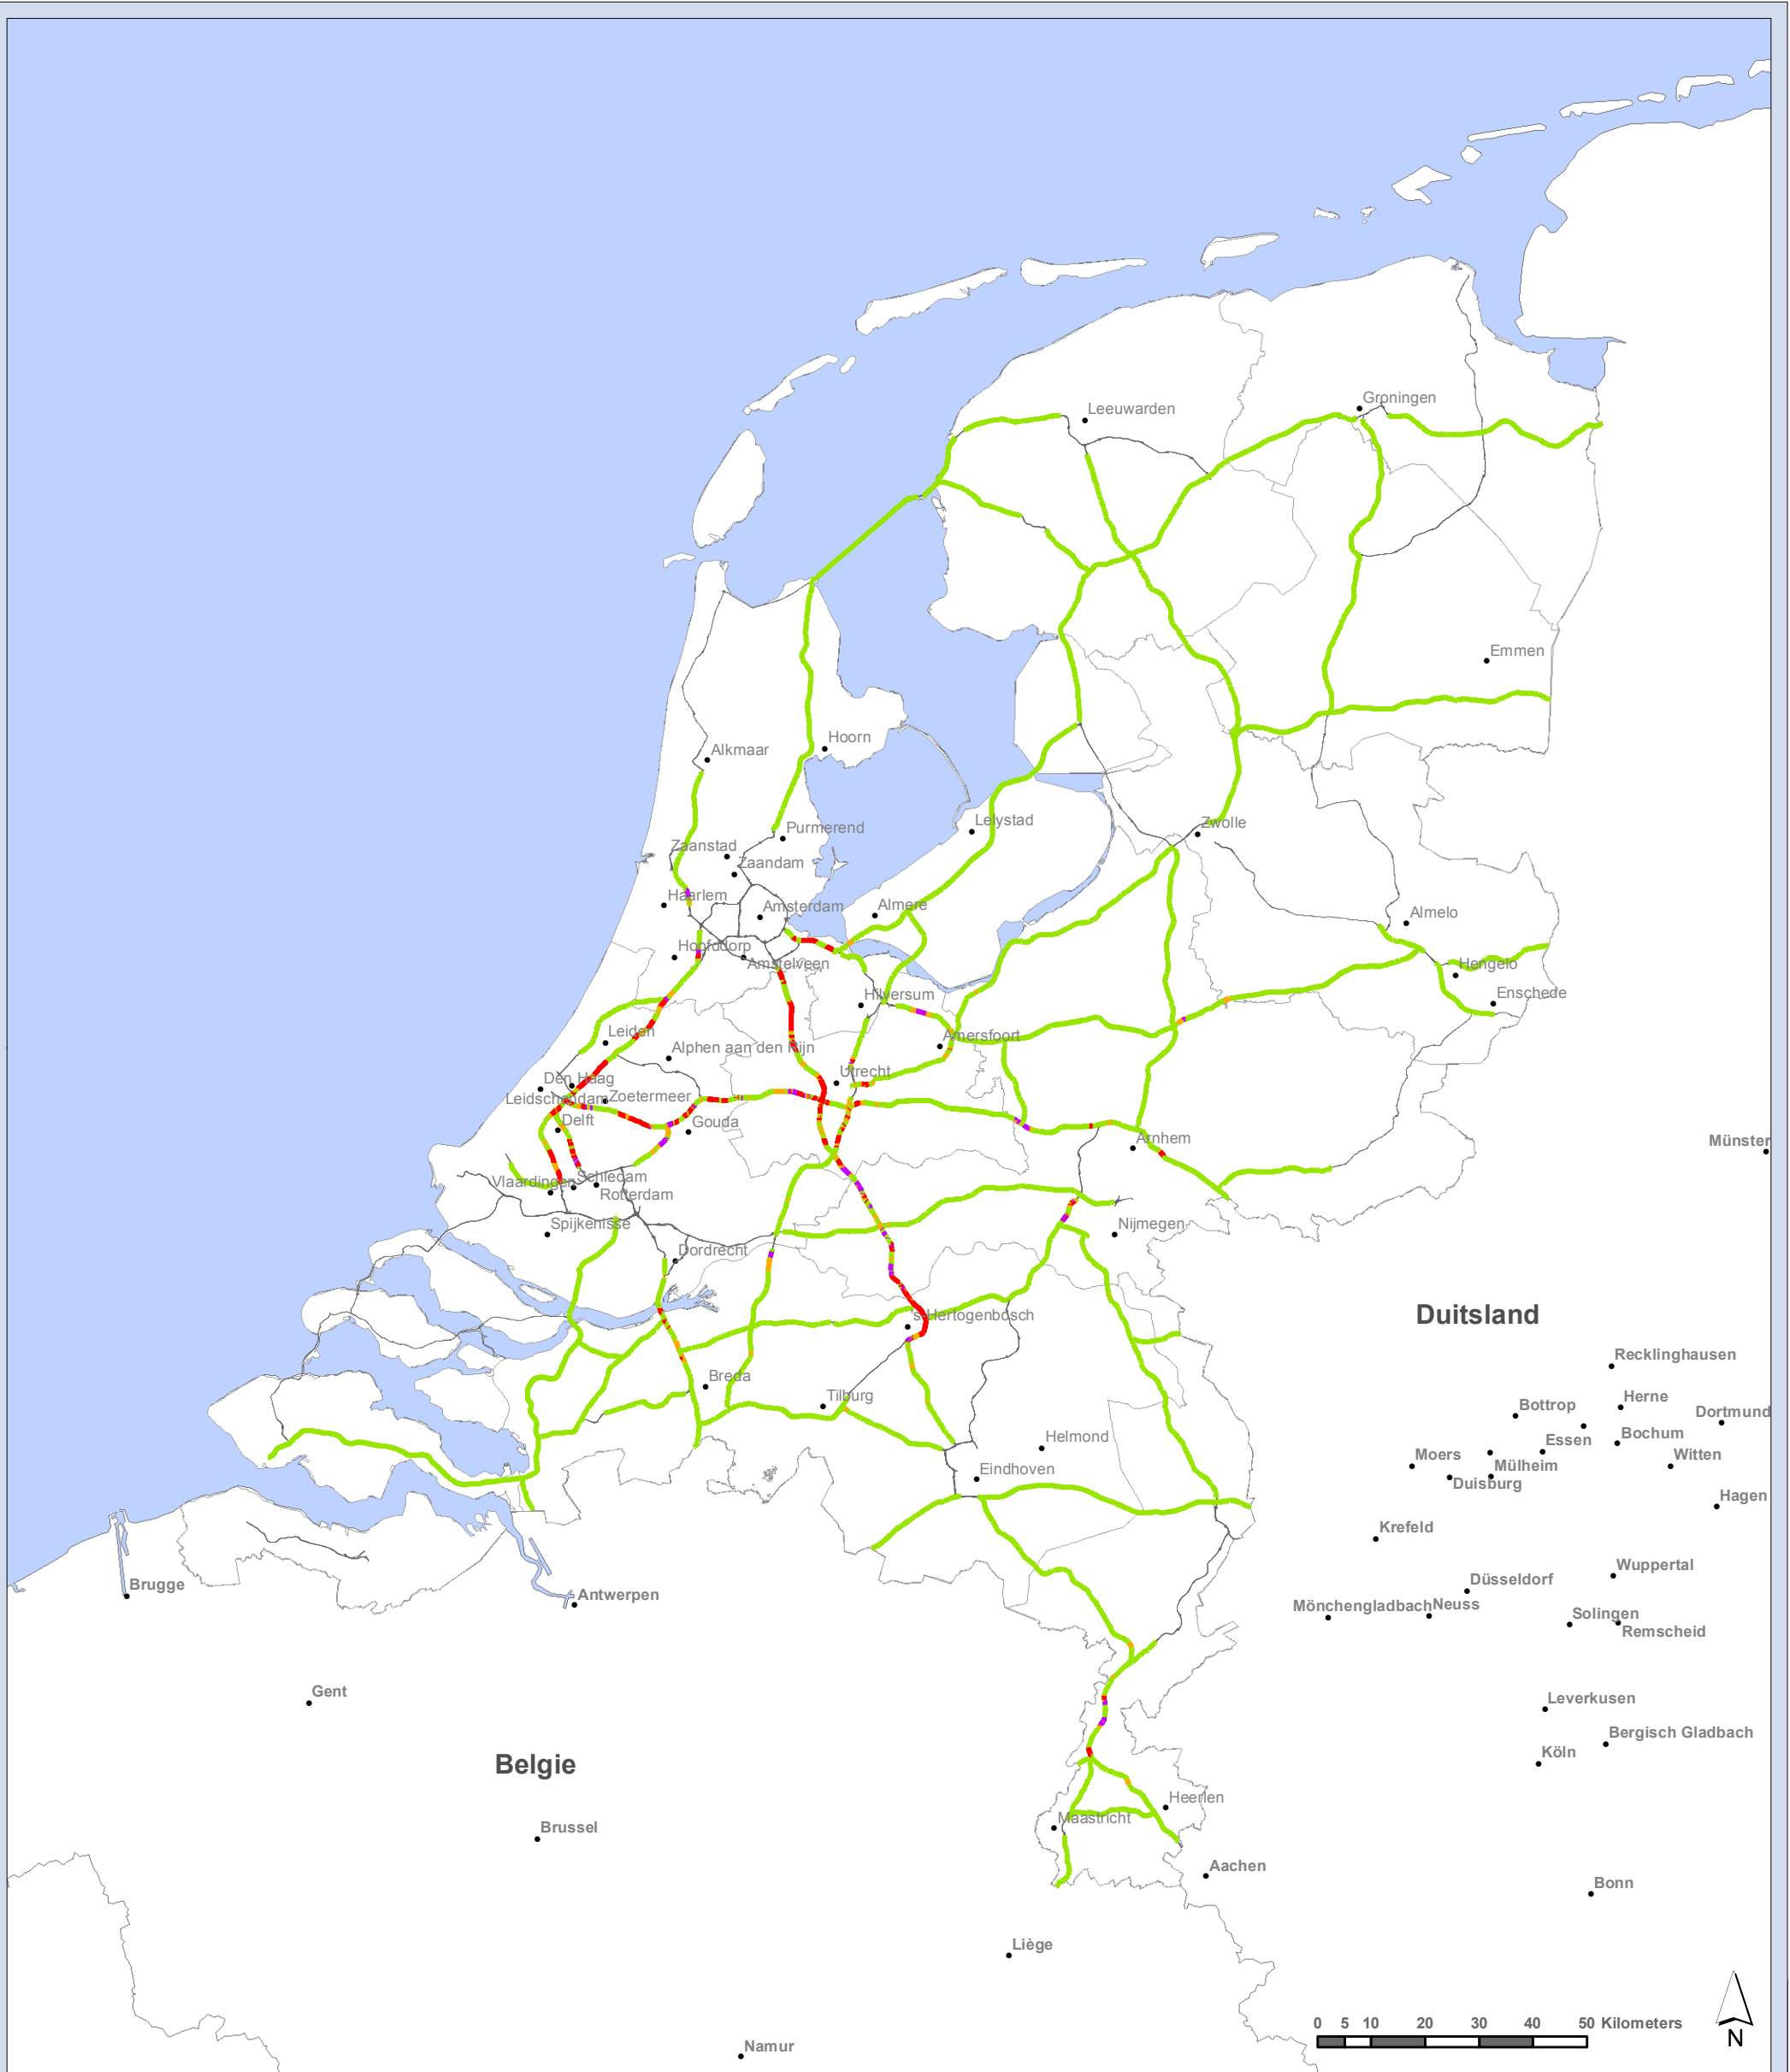 Groningen
Leeuwarden
Emmen
Hoorn
Alkmaar
Lelystad
Zwolle
Purmerend
Zaanstad
Zaandam
Haarlem
Amsterdam
Almere
Almelo
Hoofddorp
Amstelveen
Hengelo
Hilversum
Enschede
Leiden
Amersfoort
Alphen aan den Rijn
Utrecht
Den Haag
Leidschendam
Zoetermeer
Delft
Gouda
Arnhem
Münster
Schiedam
Vlaardingen
Rotterdam
Spijkenisse
Nijmegen
Dordrecht
s-Hertogenbosch
Duitsland
Recklinghausen
Breda
Tilburg
Bottrop
Herne
Dortmund
Helmond
Essen
Bochum
Moers
Mülheim
Witten
Eindhoven
Duisburg
Hagen
Krefeld
Wuppertal
Brugge
Antwerpen
Düsseldorf
Mönchengladbach
Neuss
Solingen
Remscheid
Gent
Leverkusen
Bergisch Gladbach
Köln
Belgie
Heerlen
Maastricht
Brussel
Aachen
Bonn
Liège
0 5 10 20 30 40 50 Kilometers
N
Namur